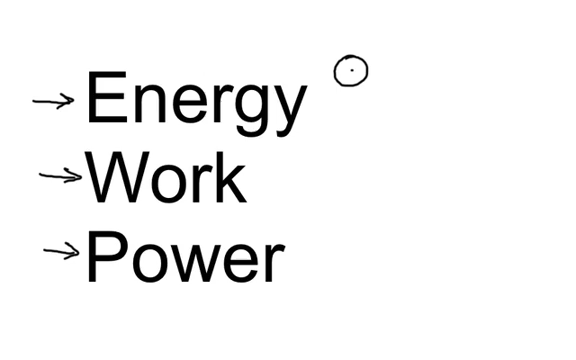 → Energy
→ Work
→ Power